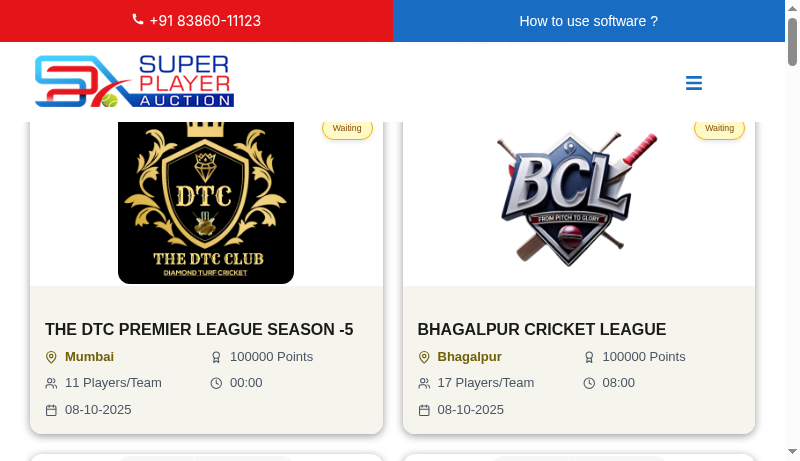 +91 83860-11123
How to use software ?
SUPER
PLAYER
AUCTION
Waiting
DTC
THE DTC CLUB
DIAMOND TURF CRICKET
THE DTC PREMIER LEAGUE SEASON -5
Mumbai
100000 Points
11 Players/Team
00:00
08-10-2025
Waiting
BCL
FROM PITCH TO GLORY
BHAGALPUR CRICKET LEAGUE
Bhagalpur
100000 Points
17 Players/Team
08:00
08-10-2025